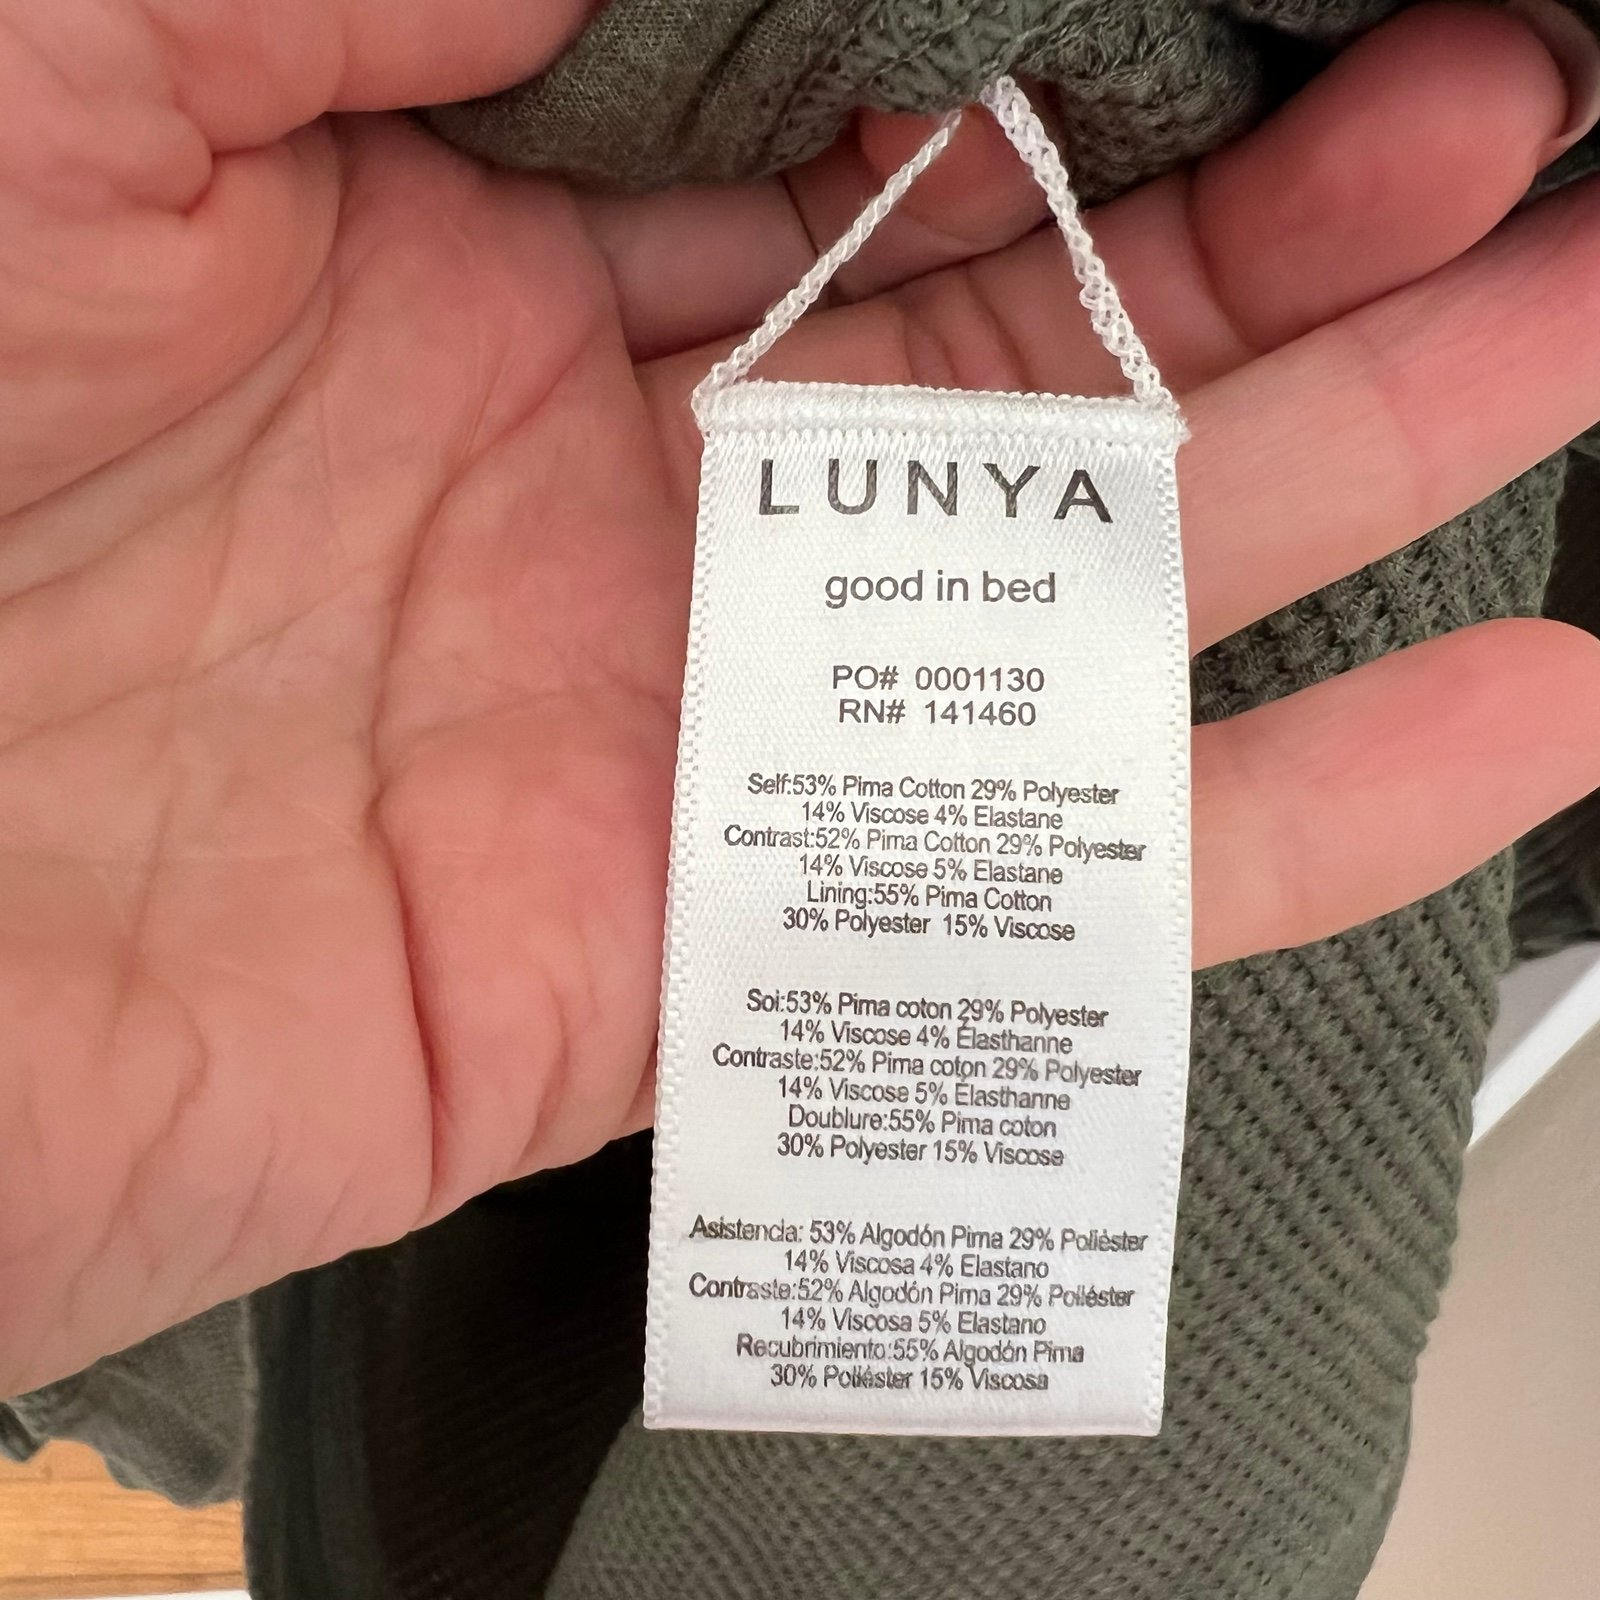 LUNYA
good in bed
PO# 0001130
RN# 141460
Self:53% Pima Cotton 29% Polyester
14% Viscose 4% Elastane
Contrast:52% Pima Cotton 29% Polyester
14% Viscose 5% Elastane
Lining:55% Pima Cotton
30% Polyester 15% Viscose
Soi:53% Pima coton 29% Polyester
14% Viscose 4% Élasthanne
Contraste:52% Pima coton 29% Polyester
14% Viscose 5% Élasthanne
Doublure:55% Pima coton
30% Polyester 15% Viscose
Asistencia: 53% Algodón Pima 29% Poliéster
14% Viscosa 4% Elastano
Contraste:52% Algodón Pima 29% Poliéster
14% Viscosa 5% Elastano
Recubrimiento:55% Algodón Pima
30% Poliéster 15% Viscosa